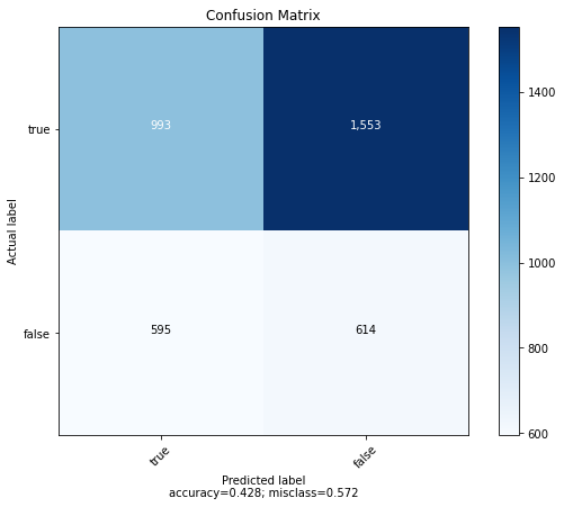 Confusion Matrix
true
993
1,553
Actual label
false
595
614
true
false
Predicted label
accuracy=0.428; misclass=0.572
1400
1200
1000
800
600